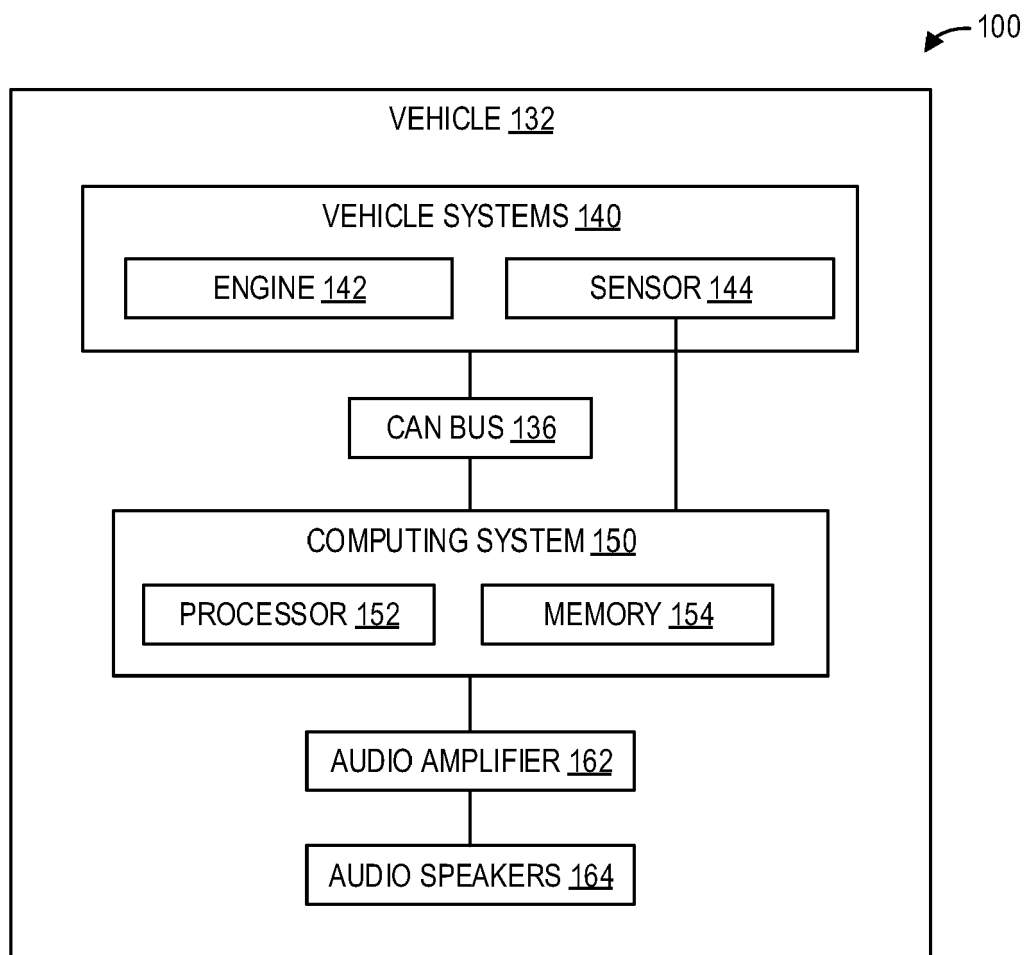 100
VEHICLE 132
VEHICLE SYSTEMS 140
ENGINE 142
SENSOR 144
CAN BUS 136
COMPUTING SYSTEM 150
PROCESSOR 152
MEMORY 154
AUDIO AMPLIFIER 162
AUDIO SPEAKERS 164